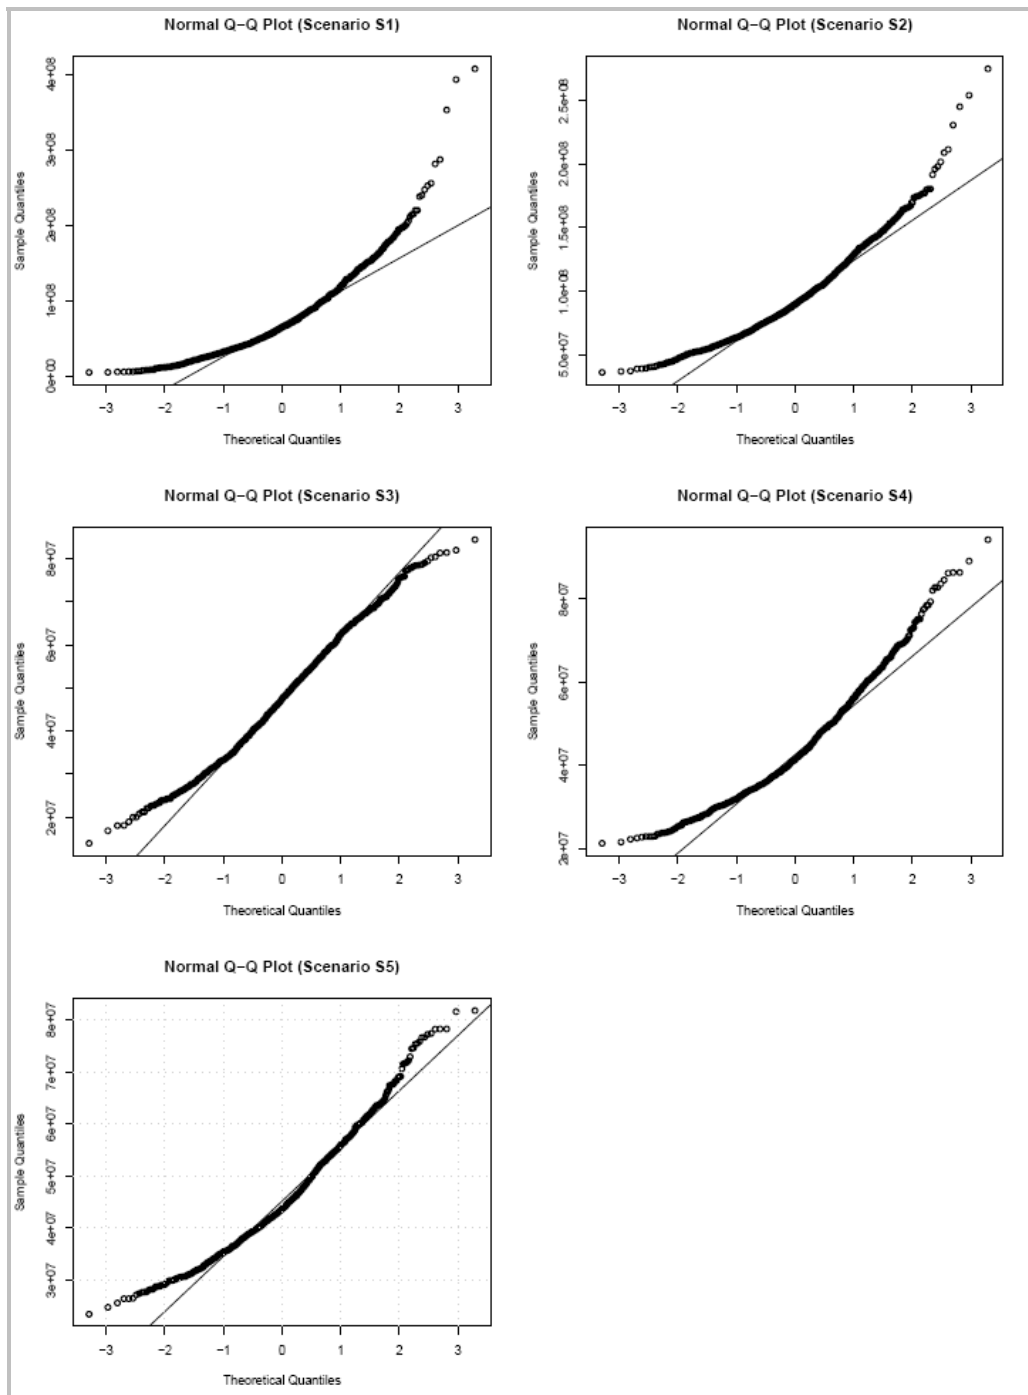 Normal Q−Q Plot (Scenario S1)
Sample Quantiles
4e+08
3e+08
2e+08
1e+08
0e+00
−3 −2 −1 0 1 2 3
Theoretical Quantiles
Normal Q−Q Plot (Scenario S2)
Sample Quantiles
2.5e+08
2.0e+08
1.5e+08
1.0e+08
5.0e+07
−3 −2 −1 0 1 2 3
Theoretical Quantiles
Normal Q−Q Plot (Scenario S3)
Sample Quantiles
8e+07
6e+07
4e+07
2e+07
−3 −2 −1 0 1 2 3
Theoretical Quantiles
Normal Q−Q Plot (Scenario S4)
Sample Quantiles
8e+07
6e+07
4e+07
2e+07
−3 −2 −1 0 1 2 3
Theoretical Quantiles
Normal Q−Q Plot (Scenario S5)
Sample Quantiles
8e+07
7e+07
6e+07
5e+07
4e+07
3e+07
−3 −2 −1 0 1 2 3
Theoretical Quantiles